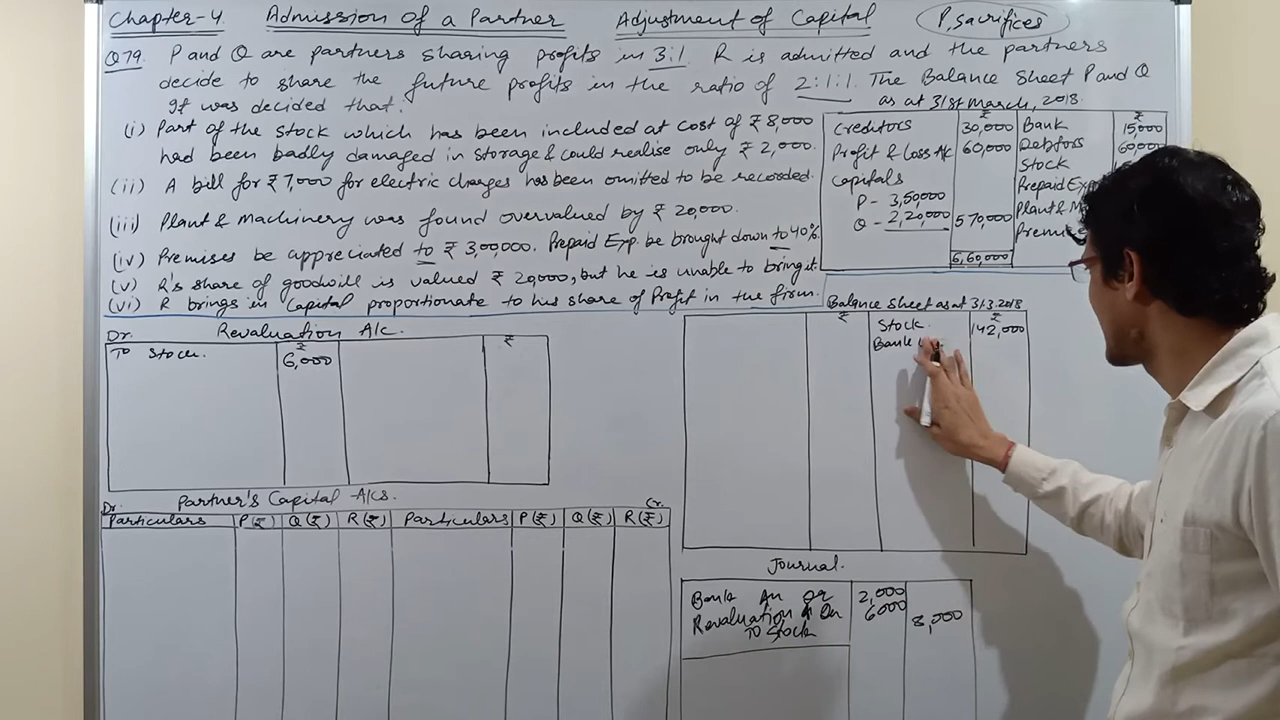 Chapter-4 Admission of a Partner Adjustment of Capital P, sacrifices
Q79. P and Q are partners sharing profits in 3:1. R is admitted and the partners
decide to share the future profits in the ratio of 2:1:1. The Balance Sheet P and Q
It was decided that:
as at 31st March, 2018.
(i) Part of the stock which has been included at cost of ₹ 8,000
had been badly damaged in storage & could realise only ₹ 2,000.
(ii) A bill for ₹ 7,000 for electric charges has been omitted to be recorded.
(iii) Plant & Machinery was found overvalued by ₹ 20,000.
(iv) Premises be appreciated to ₹ 3,00,000. Prepaid Exp. be brought down to 40%.
(v) R's share of goodwill is valued ₹ 20,000, but he is unable to bring it
(vi) R brings in Capital proportionate to his share of Profit in the firm.
₹ ₹
Creditors 30,000 Bank 15,000
Profit & Loss A/c 60,000 Debtors 60,000
Capitals Stock
P - 3,50,000 Prepaid Exp
Q - 2,20,000 5,70,000 Plant & M
Premise
6,60,000
Dr. Revaluation A/c.
₹ ₹
To Stock. 6,000
Balance Sheet as at 31.3.2018
₹ ₹
Stock. 142,000
Bank
Partner's Capital A/cs.
Dr. Cr.
Particulars P(₹) Q(₹) R(₹) Particulars P(₹) Q(₹) R(₹)
Journal.
Bank A/c Dr 2,000
Revaluation A Dr 6000
To Stock 8,000